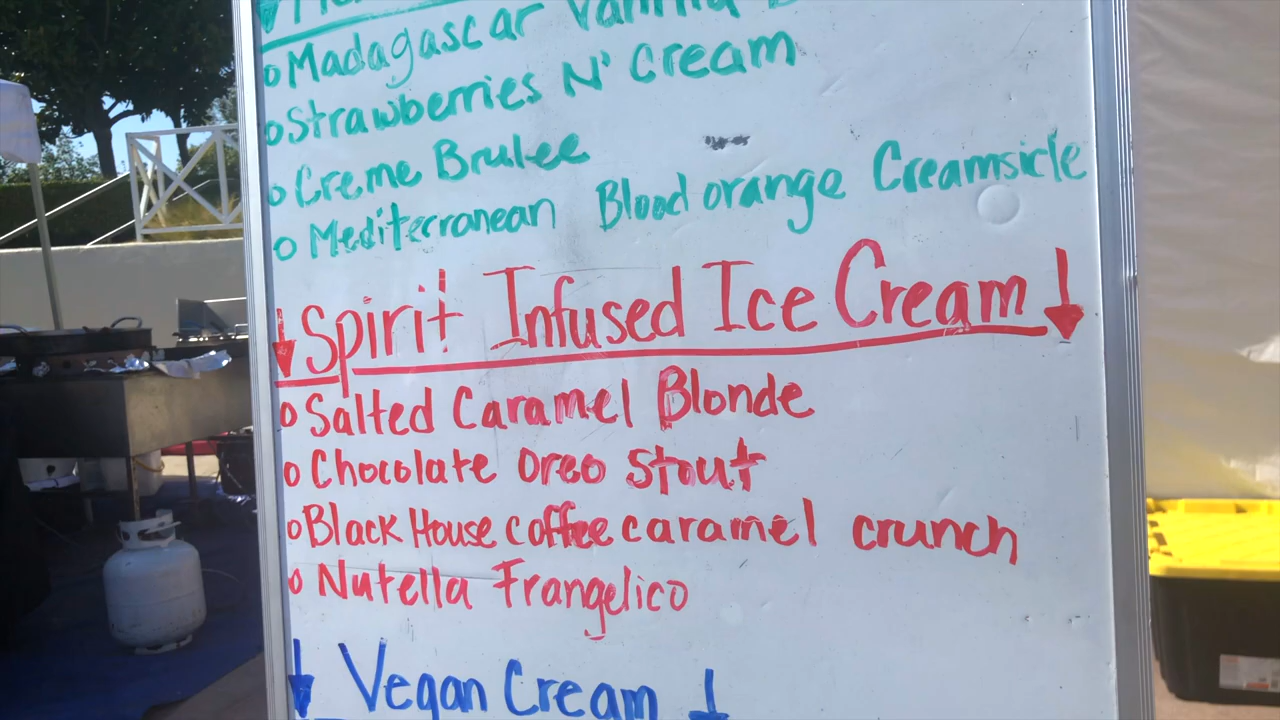 Madagascar Vanilla
Strawberries N' Cream
Creme Brulee
Mediterranean Blood orange Creamsicle
Spirit Infused Ice Cream
Salted Caramel Blonde
Chocolate Oreo Stout
Black House coffee caramel crunch
Nutella Frangelico
Vegan Cream